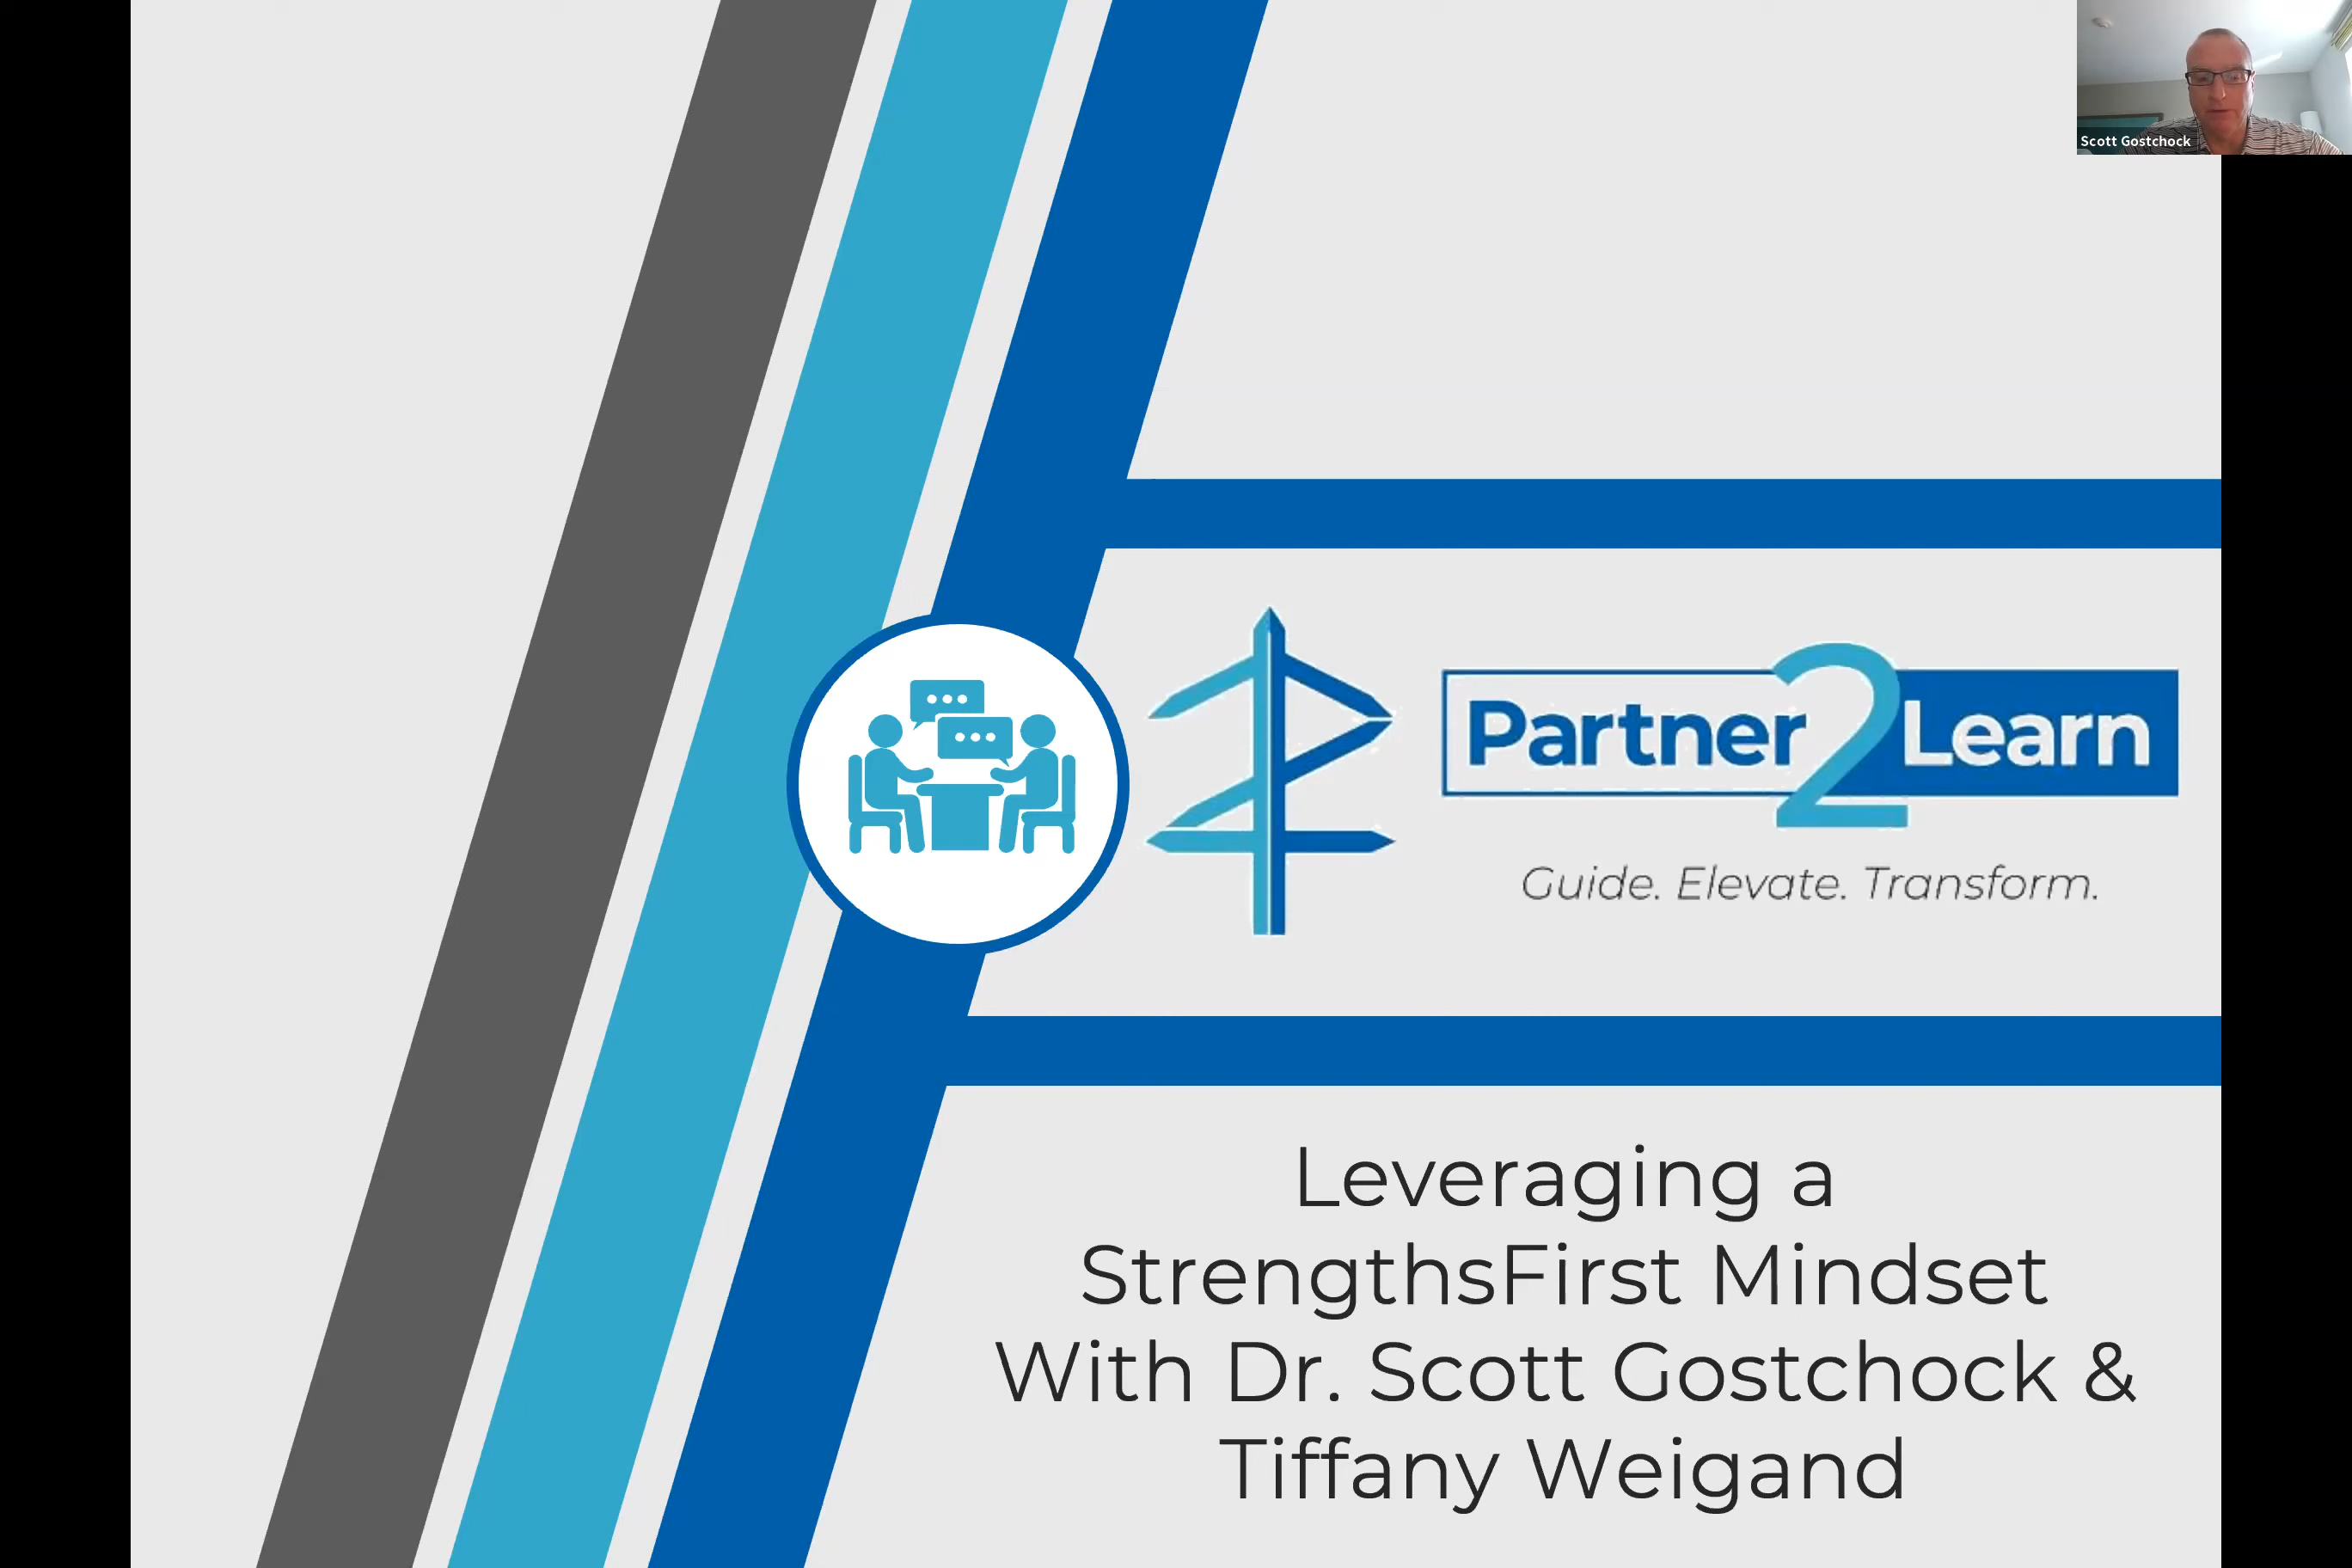 Scott Gostchock
Partner2Learn
Guide. Elevate. Transform.
Leveraging a
StrengthsFirst Mindset
With Dr. Scott Gostchock &
Tiffany Weigand